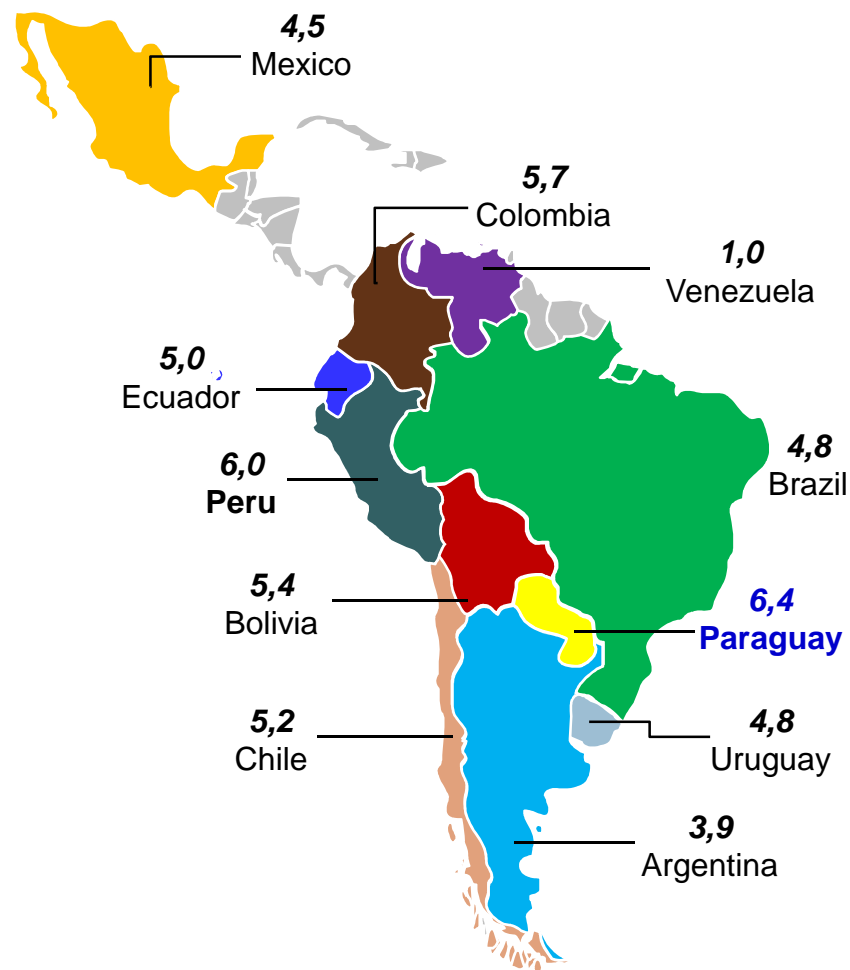 4,5
Mexico
5,7
Colombia
1,0
Venezuela
5,0
Ecuador
4,8
Brazil
6,0
Peru
5,4
Bolivia
6,4
Paraguay
5,2
Chile
4,8
Uruguay
3,9
Argentina